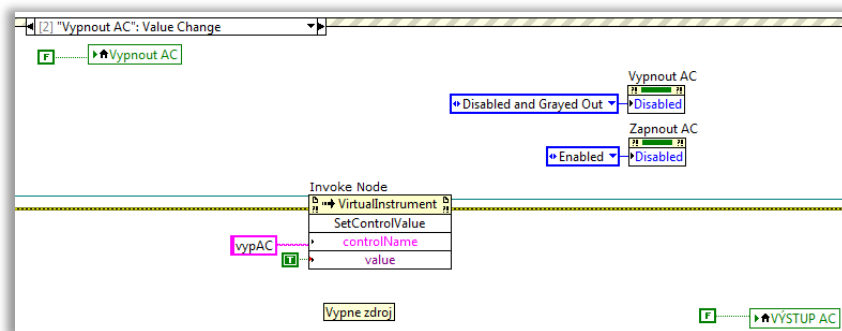 [2] "Vypnout AC": Value Change
F
Vypnout AC
Vypnout AC
Disabled and Grayed Out
Disabled
Zapnout AC
Enabled
Disabled
Invoke Node
VirtualInstrument
SetControlValue
vypAC
controlName
T
value
Vypne zdroj
F
VÝSTUP AC